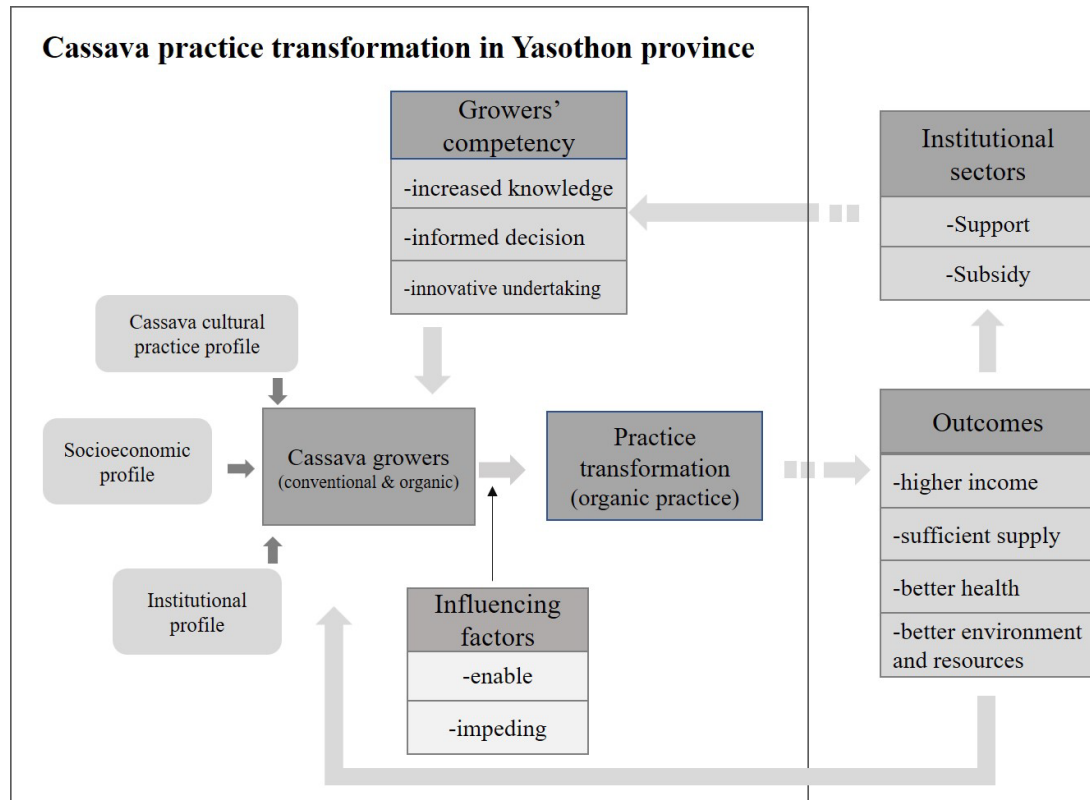 Cassava practice transformation in Yasothon province
Growers'
competency
-increased knowledge
-informed decision
-innovative undertaking
Institutional
sectors
-Support
-Subsidy
Cassava cultural
practice profile
Socioeconomic
profile
Institutional
profile
Cassava growers
(conventional & organic)
Practice
transformation
(organic practice)
Influencing
factors
-enable
-impeding
Outcomes
-higher income
-sufficient supply
-better health
-better environment
and resources